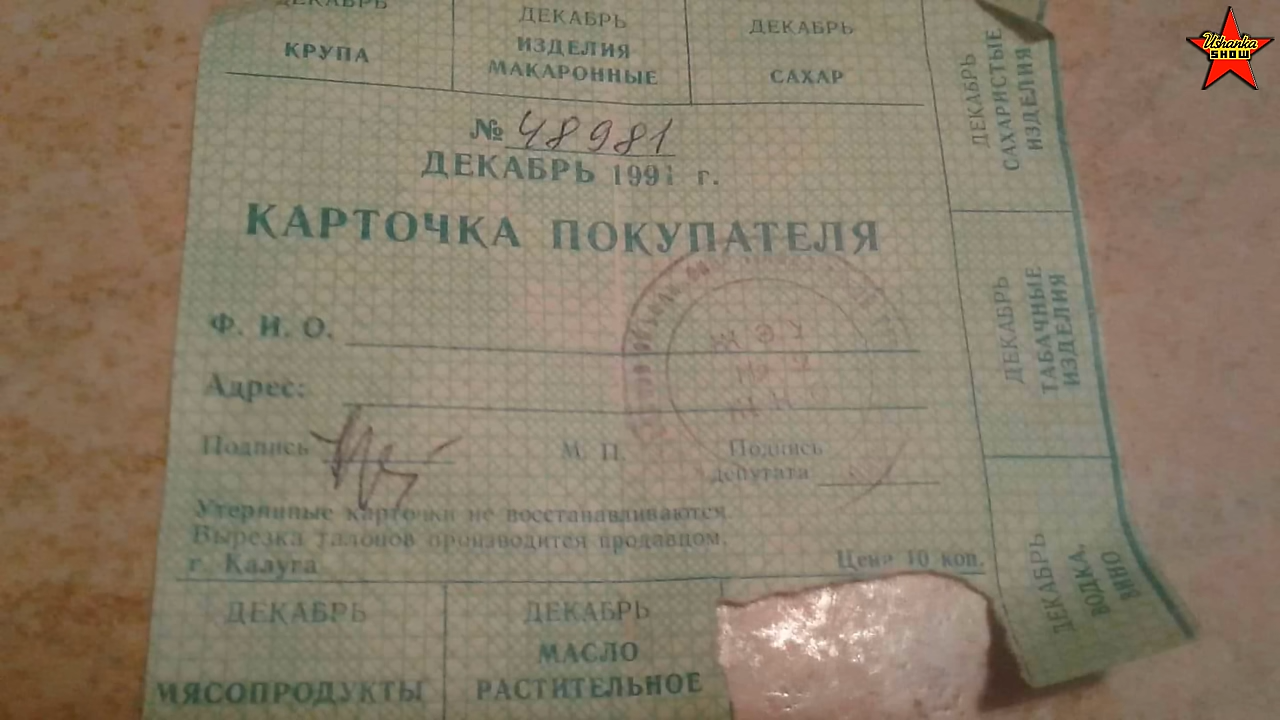 ДЕКАБРЬ
КРУПА
ДЕКАБРЬ
ИЗДЕЛИЯ
МАКАРОННЫЕ
ДЕКАБРЬ
САХАР
ДЕКАБРЬ
САХАРИСТЫЕ
ИЗДЕЛИЯ
Ushanka
SHOW
№ 48981
ДЕКАБРЬ 1991 г.
КАРТОЧКА ПОКУПАТЕЛЯ
Ф. И. О.
Адрес:
Подпись
М. П.
Подпись
депутата
Утерянные карточки не восстанавливаются.
Вырезка талонов производится продавцом.
г. Калуга
Цена 10 коп.
ДЕКАБРЬ
ТАБАЧНЫЕ
ИЗДЕЛИЯ
ДЕКАБРЬ
ВОДКА,
ВИНО
ДЕКАБРЬ
МЯСОПРОДУКТЫ
ДЕКАБРЬ
МАСЛО
РАСТИТЕЛЬНОЕ